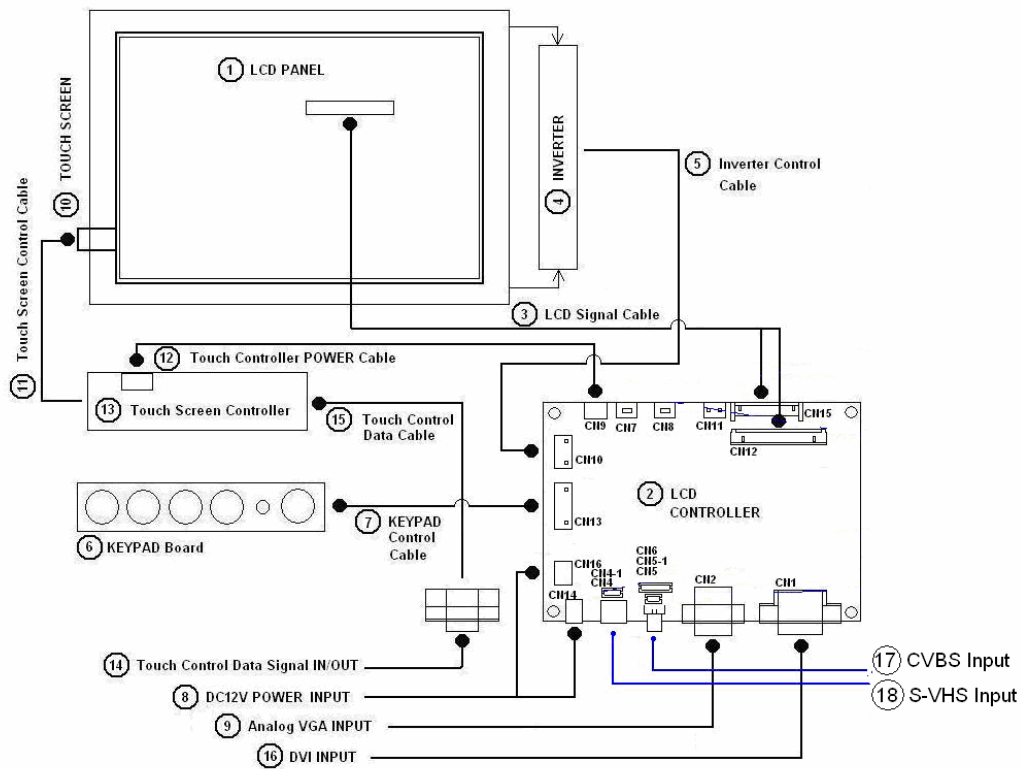 1 LCD PANEL
10 TOUCH SCREEN
11 Touch Screen Control Cable
4 INVERTER
5 Inverter Control
Cable
3 LCD Signal Cable
12 Touch Controller POWER Cable
13 Touch Screen Controller
15 Touch Control
Data Cable
CN9
CN7
CN8
CN11
CN15
CN12
CN10
2 LCD
CONTROLLER
CN13
7 KEYPAD
Control
Cable
6 KEYPAD Board
CN16
CN14
CN4-1
CN4
CN6
CN5-1
CN5
CN2
CN1
14 Touch Control Data Signal IN/OUT
17 CVBS Input
8 DC12V POWER INPUT
18 S-VHS Input
9 Analog VGA INPUT
16 DVI INPUT